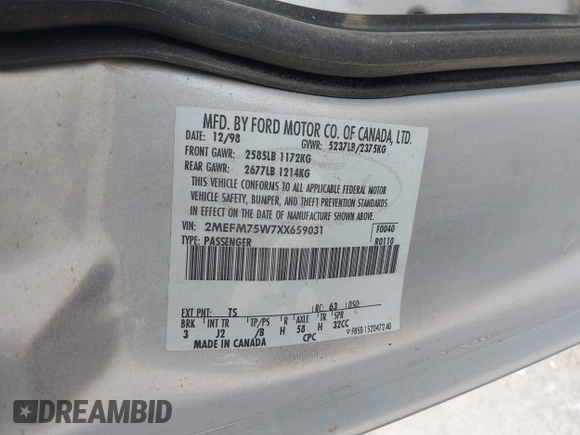 MFD. BY FORD MOTOR CO. OF CANADA, LTD.
DATE: 12/98 GVWR: 5237LB/2375KG
FRONT GAWR: 2585LB 1172KG
REAR GAWR: 2677LB 1214KG
THIS VEHICLE CONFORMS TO ALL APPLICABLE FEDERAL MOTOR
VEHICLE SAFETY, BUMPER, AND THEFT PREVENTION STANDARDS
IN EFFECT ON THE DATE OF MANUFACTURE SHOWN ABOVE.
VIN: 2MEFM75W7XX659031 F0040
TYPE: PASSENGER R0110
EXT PNT: TS RC: 63 DSO:
BRK INT TR TP/PS R AXLE TR SPR
3 J2 /B H 58 H 32CC
MADE IN CANADA CPC
DREAMBID